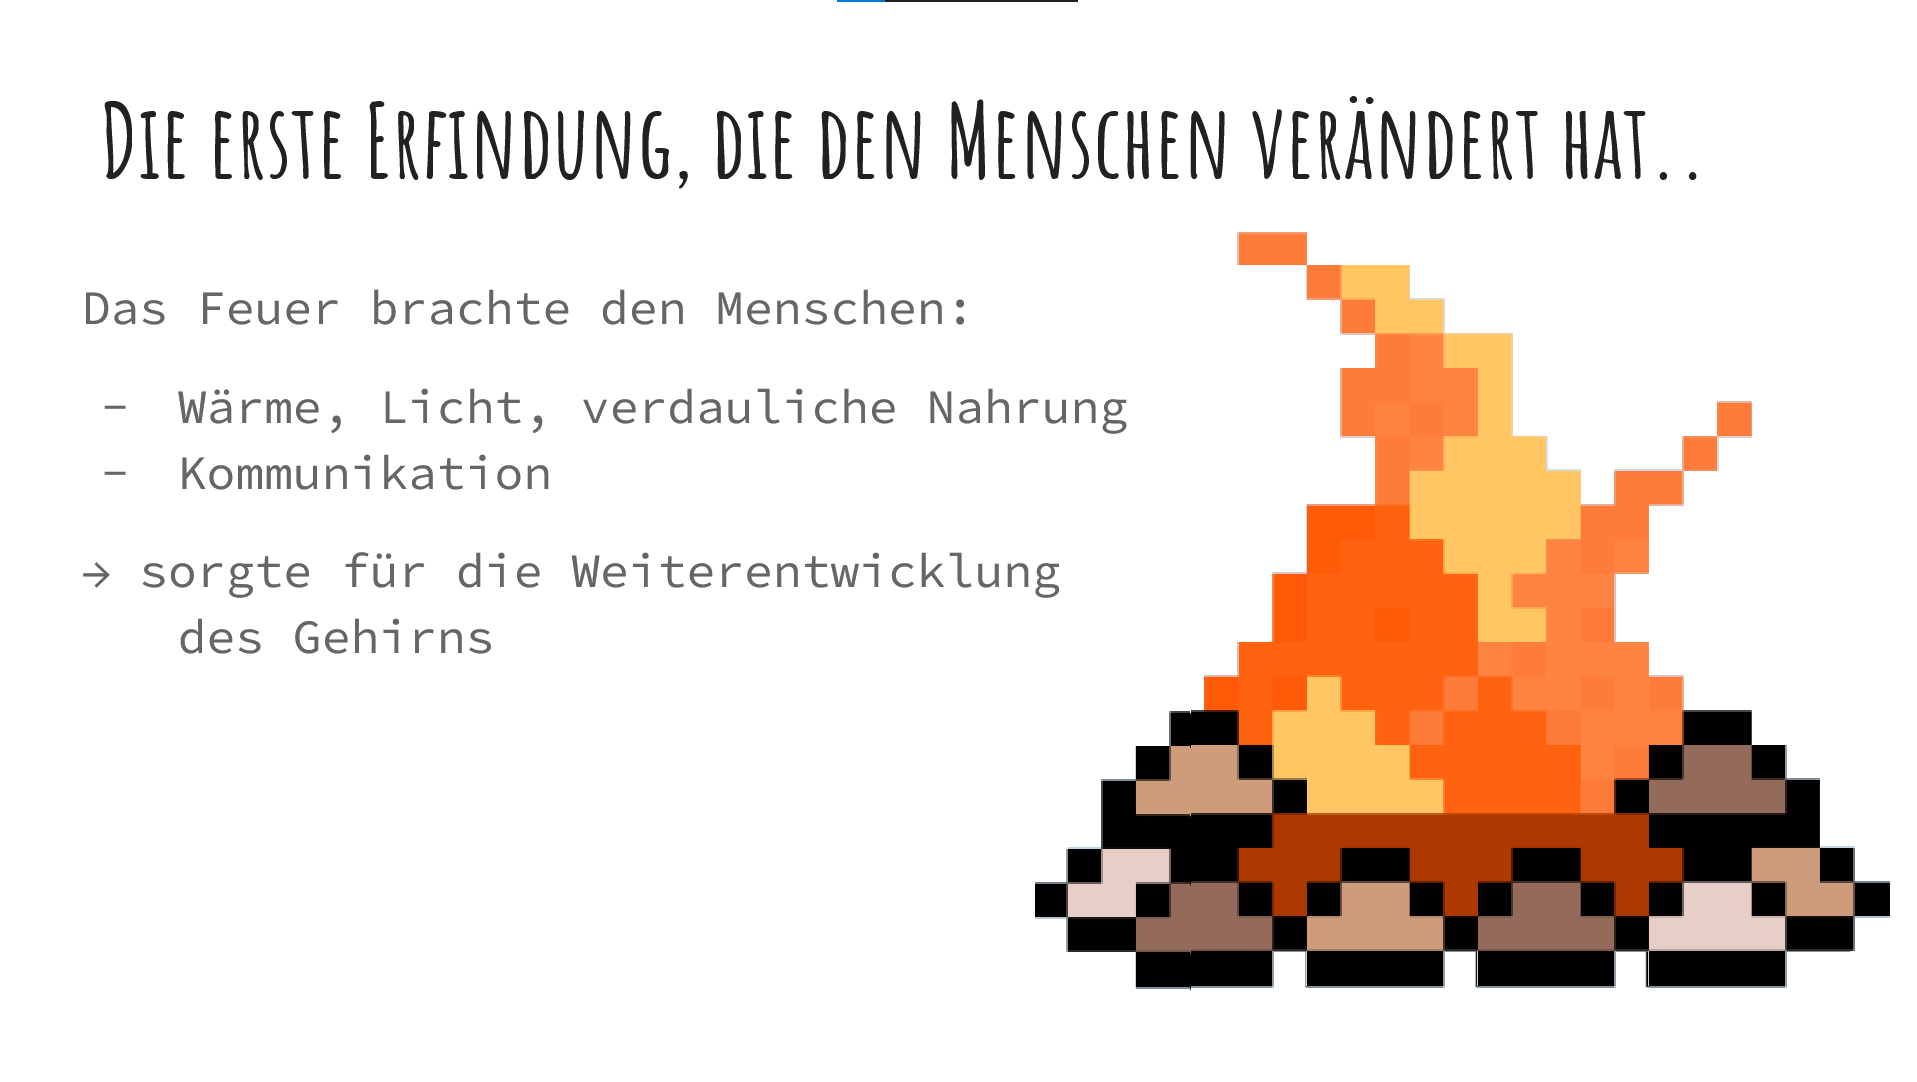 Die erste Erfindung, die den Menschen verändert hat..
Das Feuer brachte den Menschen:
- Wärme, Licht, verdauliche Nahrung
- Kommunikation
→ sorgte für die Weiterentwicklung
des Gehirns